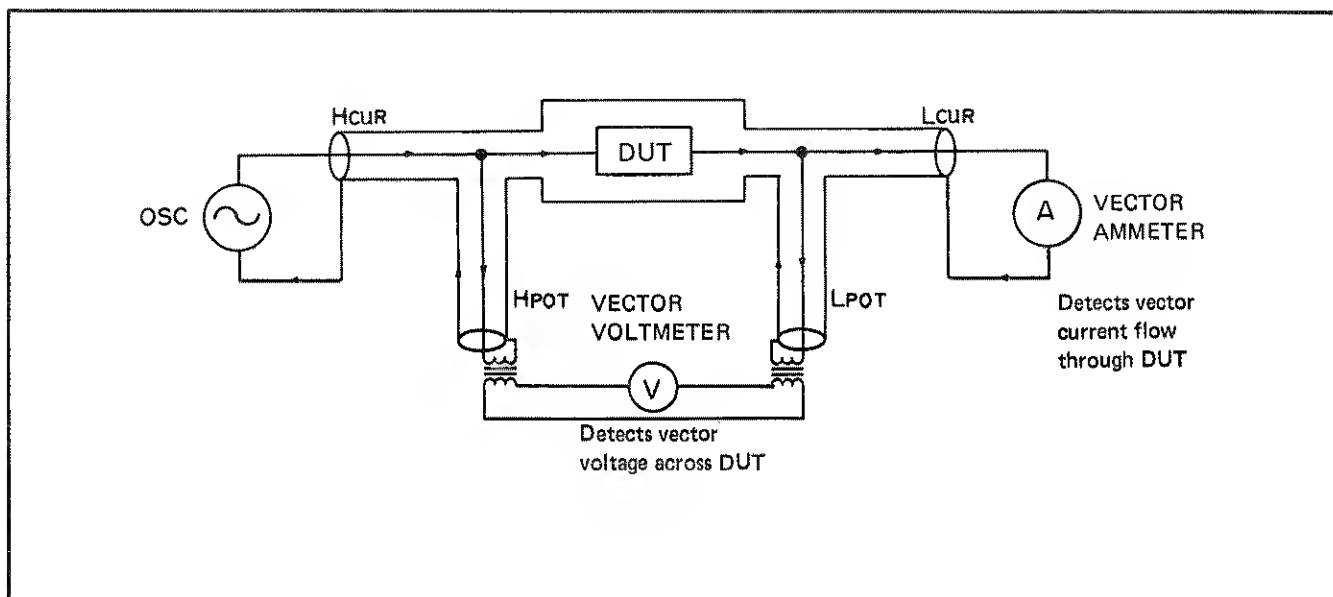 HCUR
LCUR
DUT
OSC
A
VECTOR
AMMETER
HPOT
VECTOR
VOLTMETER
LPOT
Detects vector
current flow
through DUT
V
Detects vector
voltage across DUT